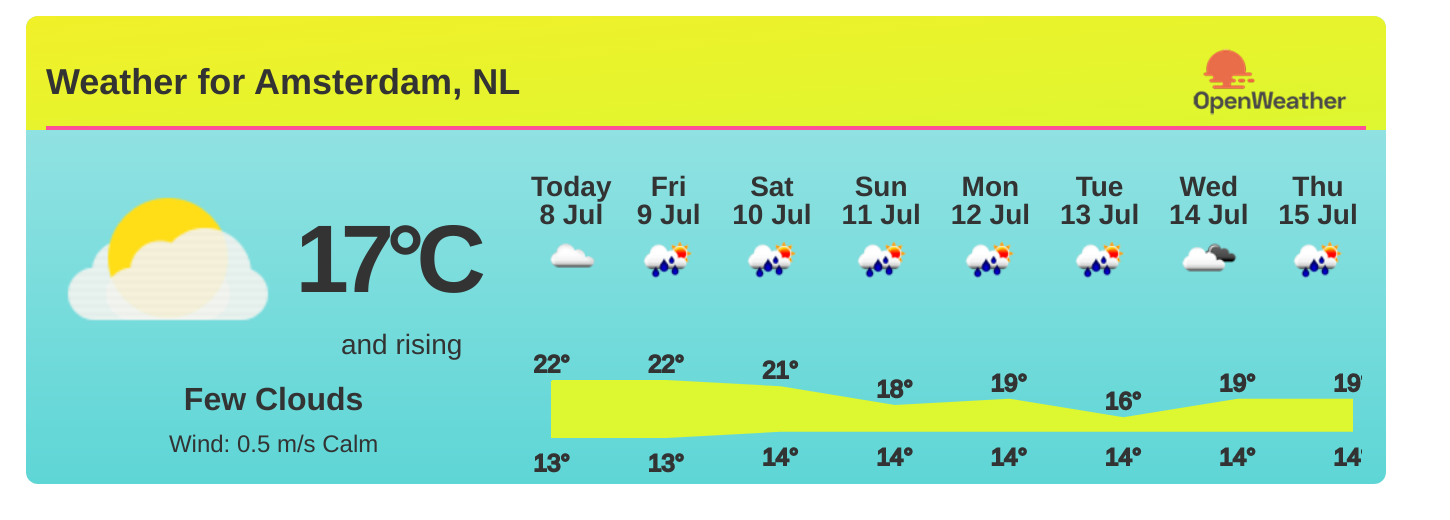 Weather for Amsterdam, NL
OpenWeather
17°C
and rising
Few Clouds
Wind: 0.5 m/s Calm
Today Fri Sat Sun Mon Tue Wed Thu
8 Jul 9 Jul 10 Jul 11 Jul 12 Jul 13 Jul 14 Jul 15 Jul
22° 22° 21° 18° 19° 16° 19° 19°
13° 13° 14° 14° 14° 14° 14° 14°